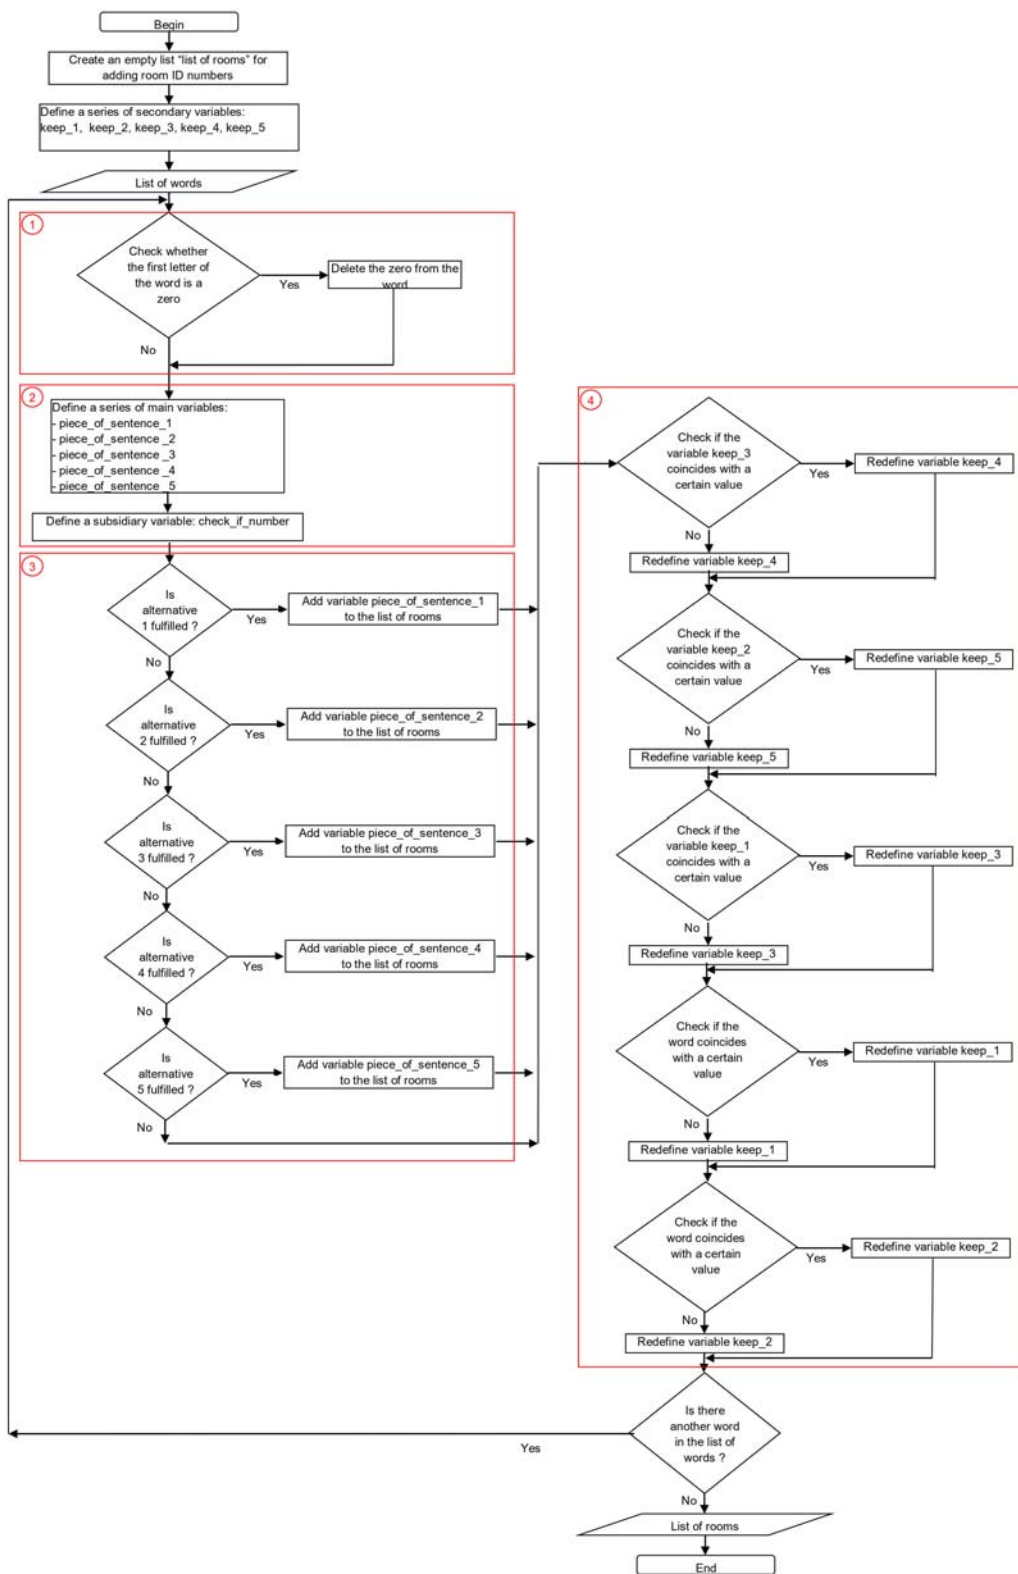 Begin
Create an empty list “list of rooms” for
adding room ID numbers
Define a series of secondary variables:
keep_1, keep_2, keep_3, keep_4, keep_5
List of words
1
Check whether
the first letter of
the word is a
zero
Yes
Delete the zero from the
word
No
2
Define a series of main variables:
- piece_of_sentence_1
- piece_of_sentence _2
- piece_of_sentence _3
- piece_of_sentence _4
- piece_of_sentence _5
Define a subsidiary variable: check_if_number
3
Is
alternative
1 fulfilled ?
Yes
Add variable piece_of_sentence_1
to the list of rooms
No
Is
alternative
2 fulfilled ?
Yes
Add variable piece_of_sentence_2
to the list of rooms
No
Is
alternative
3 fulfilled ?
Yes
Add variable piece_of_sentence_3
to the list of rooms
No
Is
alternative
4 fulfilled ?
Yes
Add variable piece_of_sentence_4
to the list of rooms
No
Is
alternative
5 fulfilled ?
Yes
Add variable piece_of_sentence_5
to the list of rooms
No
4
Check if the
variable keep_3
coincides with a
certain value
Yes
Redefine variable keep_4
No
Redefine variable keep_4
Check if the
variable keep_2
coincides with a
certain value
Yes
Redefine variable keep_5
No
Redefine variable keep_5
Check if the
variable keep_1
coincides with a
certain value
Yes
Redefine variable keep_3
No
Redefine variable keep_3
Check if the
word coincides
with a certain
value
Yes
Redefine variable keep_1
No
Redefine variable keep_1
Check if the
word coincides
with a certain
value
Yes
Redefine variable keep_2
No
Redefine variable keep_2
Is there
another word
in the list of
words ?
Yes
No
List of rooms
End